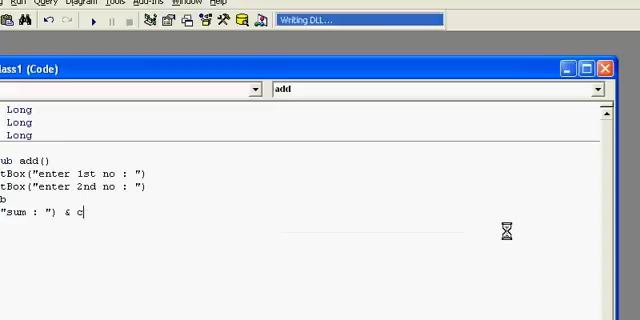 Run Query Diagram Tools Add-Ins Window Help
Writing DLL...
lass1 (Code)
add
Long
Long
Long
ub add()
tBox("enter 1st no : ")
tBox("enter 2nd no : ")
b
"sum : ") & c